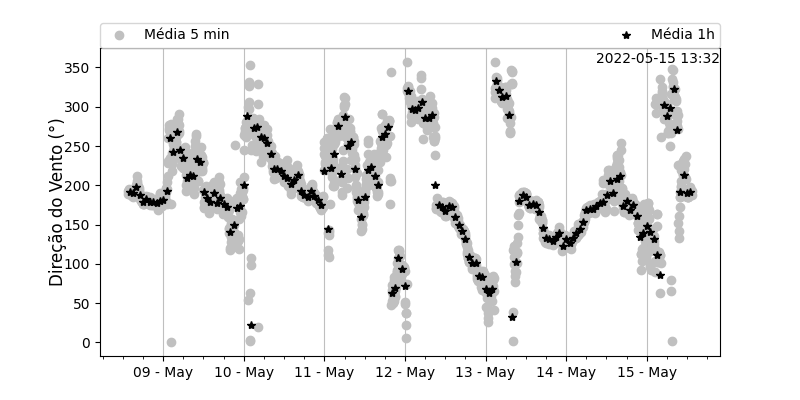 Média 5 min
Média 1h
2022-05-15 13:32
Direção do Vento (°)
350
300
250
200
150
100
50
0
09 - May
10 - May
11 - May
12 - May
13 - May
14 - May
15 - May